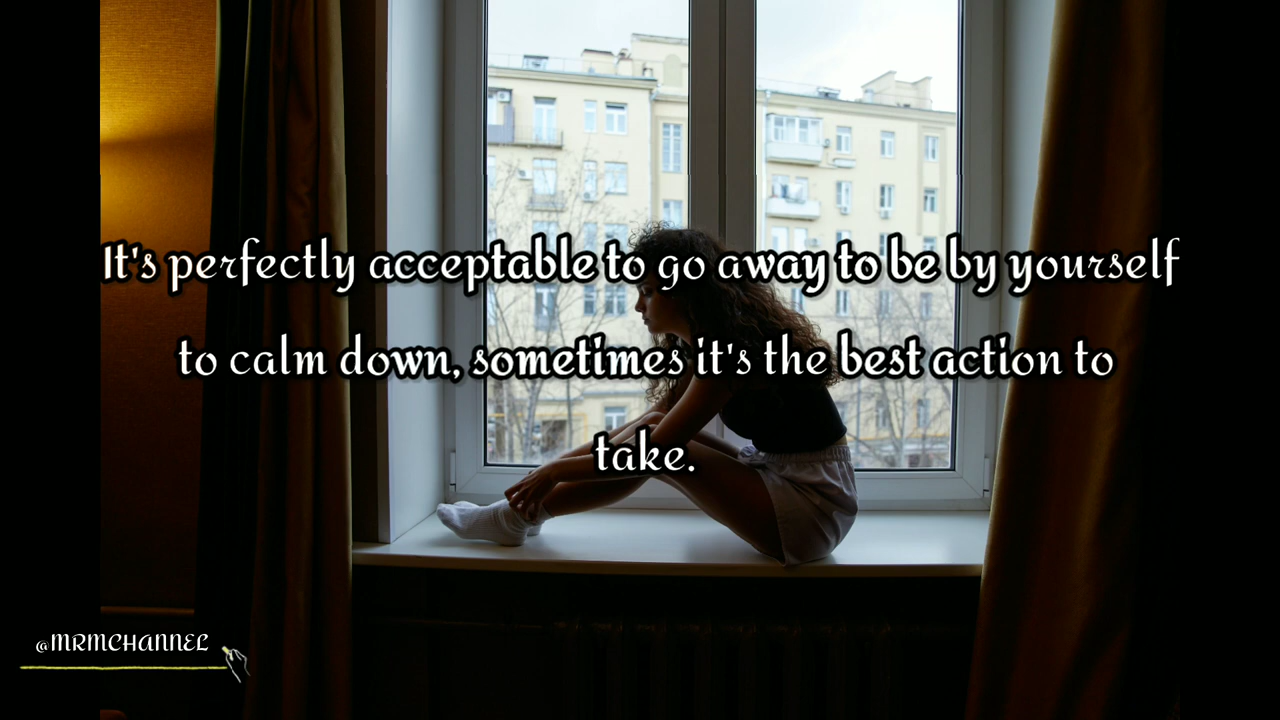 It's perfectly acceptable to go away to be by yourself
to calm down, sometimes it's the best action to
take.
@MRMCHANNEL